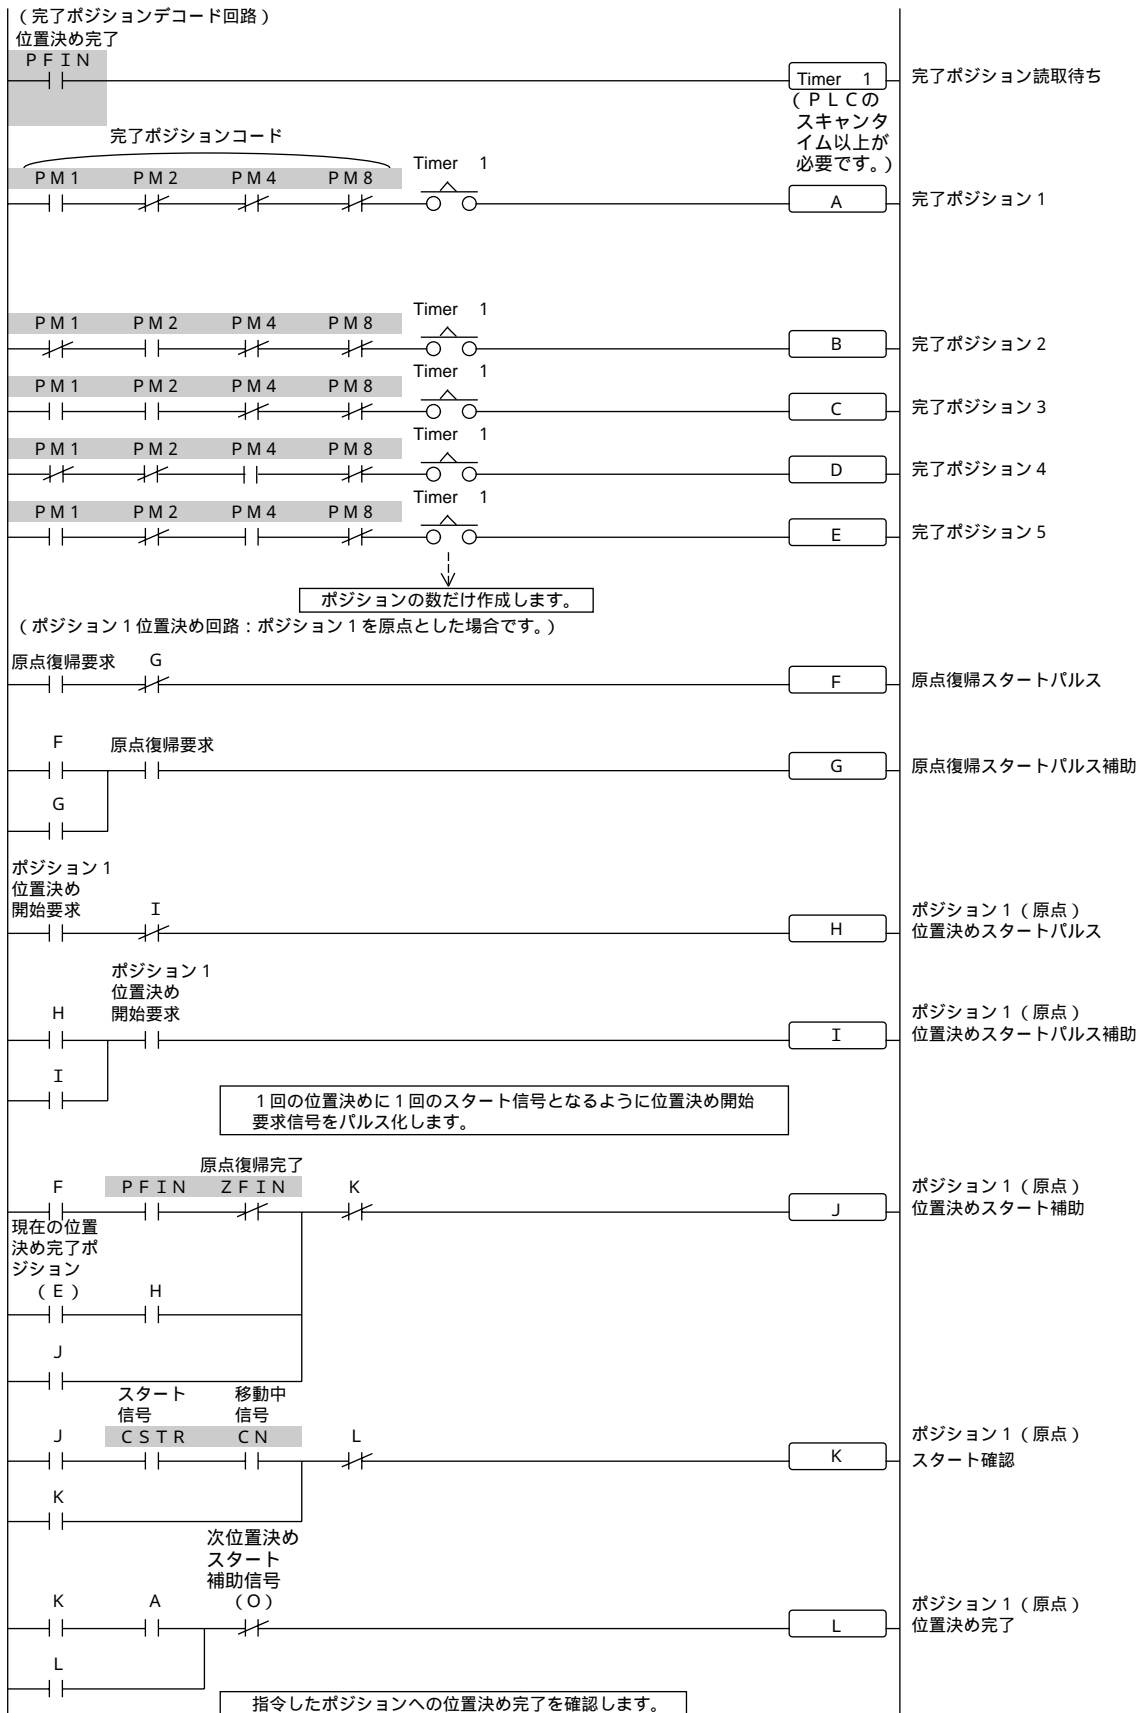 (完了ポジションデコード回路)
位置決め完了
PFIN
Timer 1
完了ポジション読取待ち
(PLCの
スキャンタ
イム以上が
必要です。)
完了ポジションコード
PM1 PM2 PM4 PM8 Timer 1
A
完了ポジション1
PM1 PM2 PM4 PM8 Timer 1
B
完了ポジション2
PM1 PM2 PM4 PM8 Timer 1
C
完了ポジション3
PM1 PM2 PM4 PM8 Timer 1
D
完了ポジション4
PM1 PM2 PM4 PM8 Timer 1
E
完了ポジション5
ポジションの数だけ作成します。
(ポジション1位置決め回路:ポジション1を原点とした場合です。)
原点復帰要求 G
F
原点復帰スタートパルス
F 原点復帰要求
G
原点復帰スタートパルス補助
G
ポジション1
位置決め
開始要求 I
H
ポジション1(原点)
位置決めスタートパルス
ポジション1
位置決め
H 開始要求
I
ポジション1(原点)
位置決めスタートパルス補助
I
1回の位置決めに1回のスタート信号となるように位置決め開始
要求信号をパルス化します。
原点復帰完了
F PFIN ZFIN K
J
ポジション1(原点)
位置決めスタート補助
現在の位置
決め完了ポ
ジション
(E) H
J
スタート
信号
移動中
信号
J CSTR CN L
K
ポジション1(原点)
スタート確認
K
次位置決め
スタート
補助信号
K A (O)
L
ポジション1(原点)
位置決め完了
L
指令したポジションへの位置決め完了を確認します。